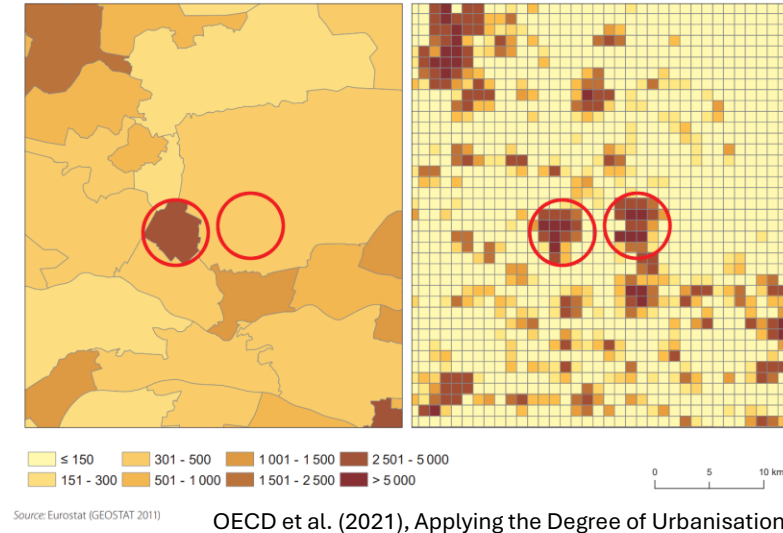 ≤ 150 301 - 500 1 001 - 1 500 2 501 - 5 000
151 - 300 501 - 1 000 1 501 - 2 500 > 5 000
0 5 10 km
Source: Eurostat (GEOSTAT 2011)
OECD et al. (2021), Applying the Degree of Urbanisation